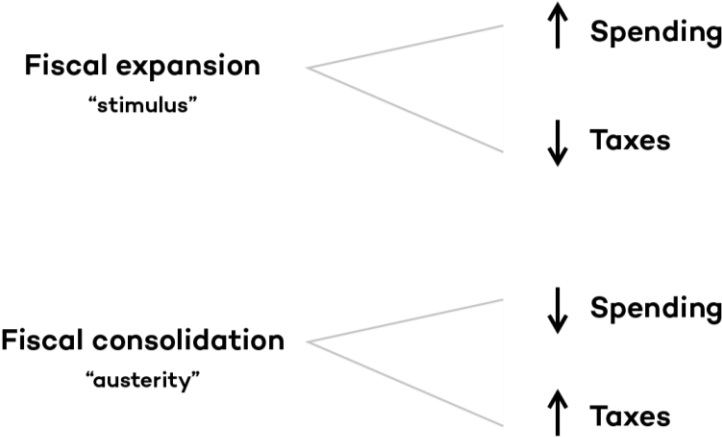 ↑ Spending
Fiscal expansion
“stimulus”
↓ Taxes
↓ Spending
Fiscal consolidation
“austerity”
↑ Taxes